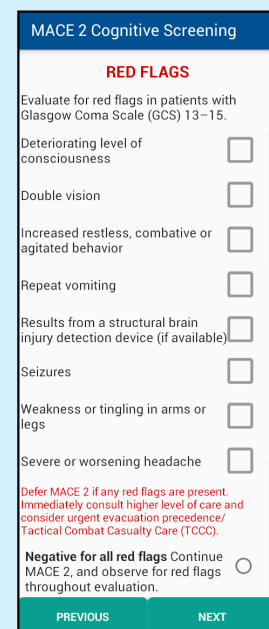 MACE 2 Cognitive Screening
RED FLAGS
Evaluate for red flags in patients with
Glasgow Coma Scale (GCS) 13–15.
Deteriorating level of
consciousness
Double vision
Increased restless, combative or
agitated behavior
Repeat vomiting
Results from a structural brain
injury detection device (if available)
Seizures
Weakness or tingling in arms or
legs
Severe or worsening headache
Defer MACE 2 if any red flags are present.
Immediately consult higher level of care and
consider urgent evacuation precedence/
Tactical Combat Casualty Care (TCCC).
Negative for all red flags Continue
MACE 2, and observe for red flags
throughout evaluation.
PREVIOUS NEXT